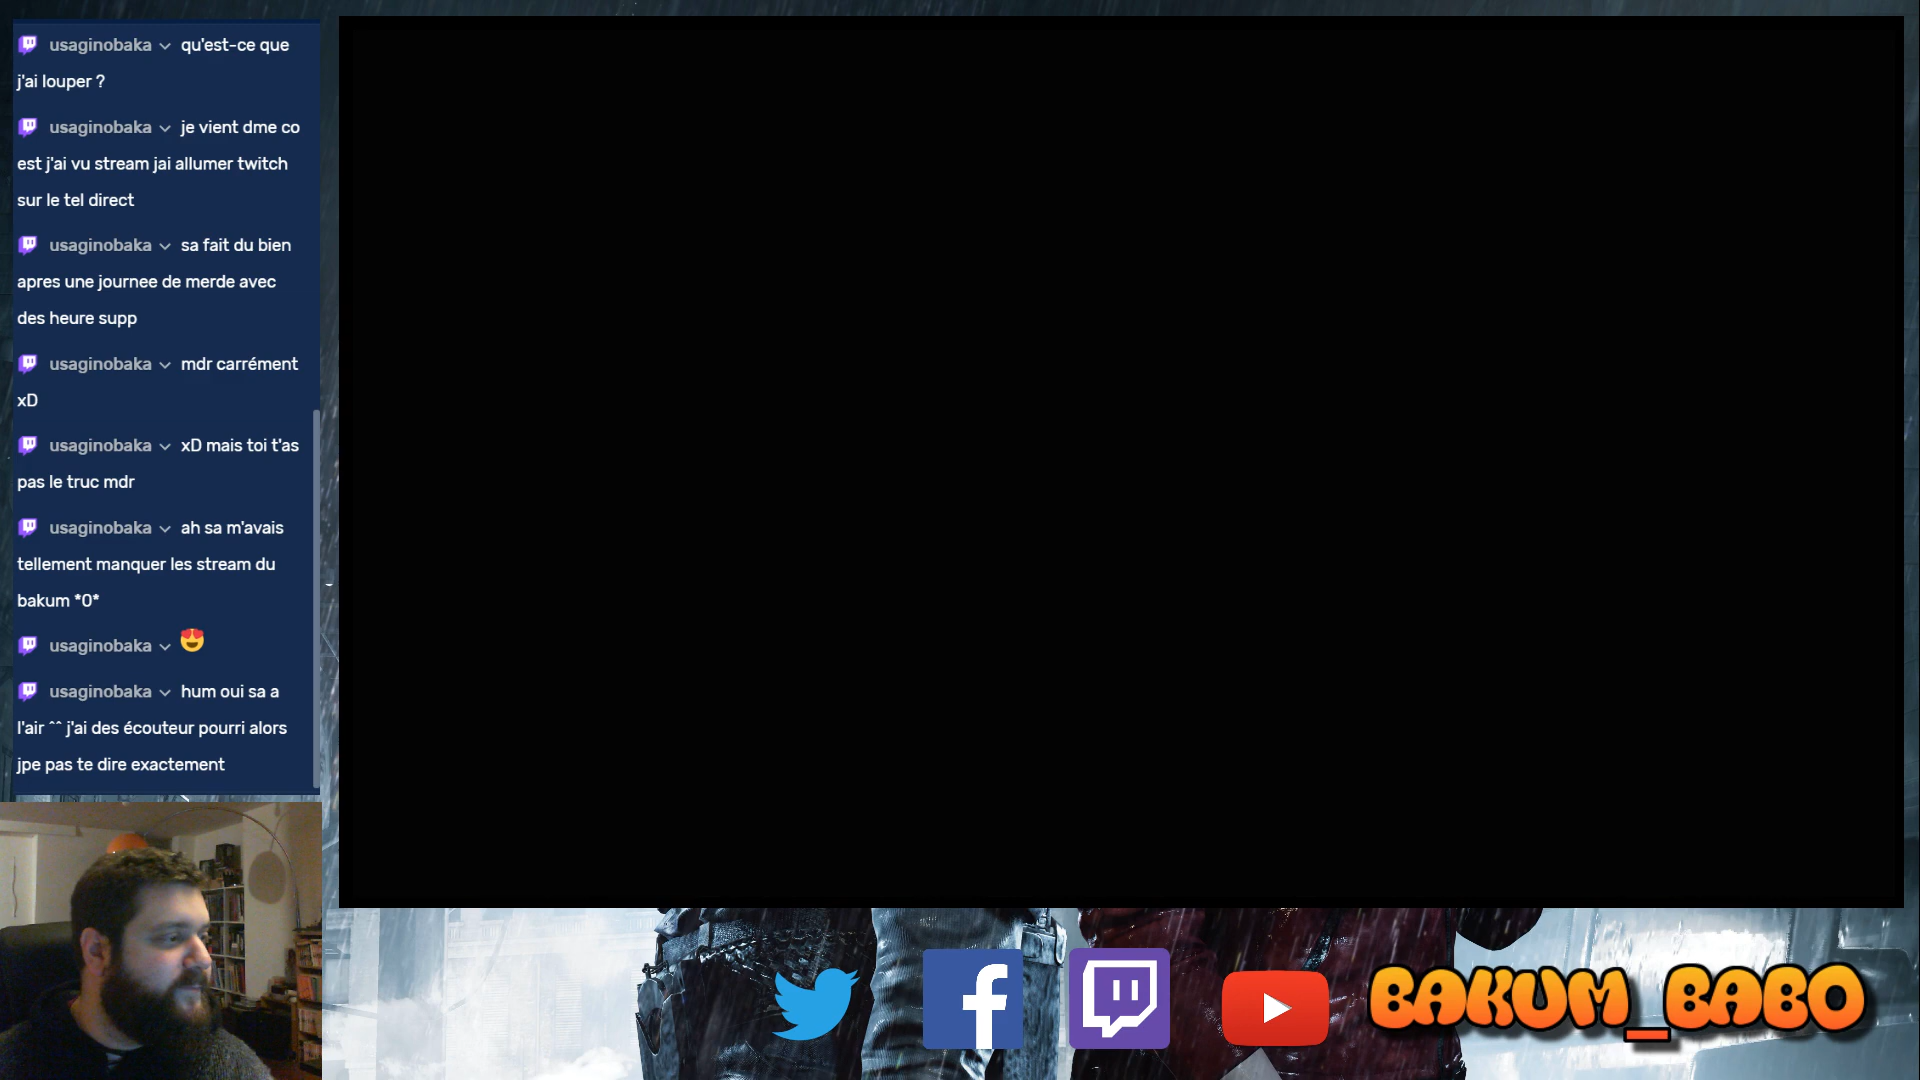 usaginobaka qu'est-ce que
j'ai louper ?
usaginobaka je vient dme co
est j'ai vu stream jai allumer twitch
sur le tel direct
usaginobaka sa fait du bien
apres une journee de merde avec
des heure supp
usaginobaka mdr carrément
xD
usaginobaka xD mais toi t'as
pas le truc mdr
usaginobaka ah sa m'avais
tellement manquer les stream du
bakum *0*
usaginobaka 😍
usaginobaka hum oui sa a
l'air ^^ j'ai des écouteur pourri alors
jpe pas te dire exactement
BAKUM_BABO